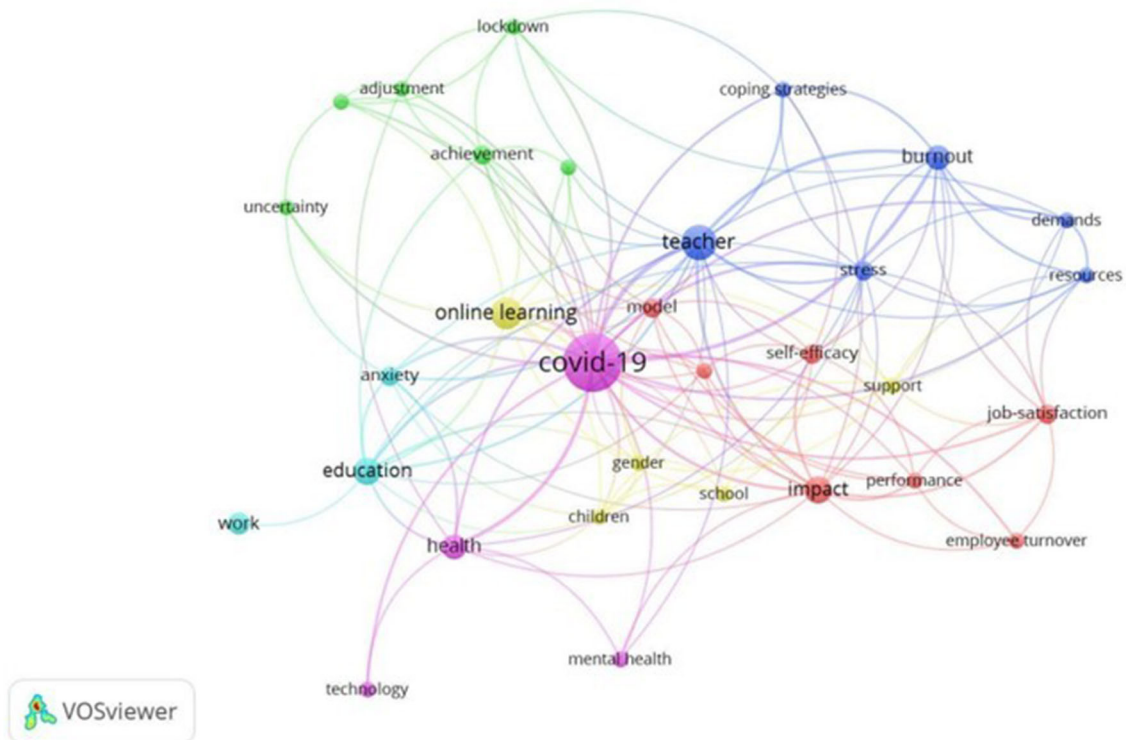 lockdown
adjustment
coping strategies
achievement
burnout
uncertainty
demands
teacher
stress
resources
online learning
model
covid-19
self-efficacy
anxiety
support
job-satisfaction
education
gender
school
impact
performance
children
work
health
employee turnover
mental health
technology
VOSviewer